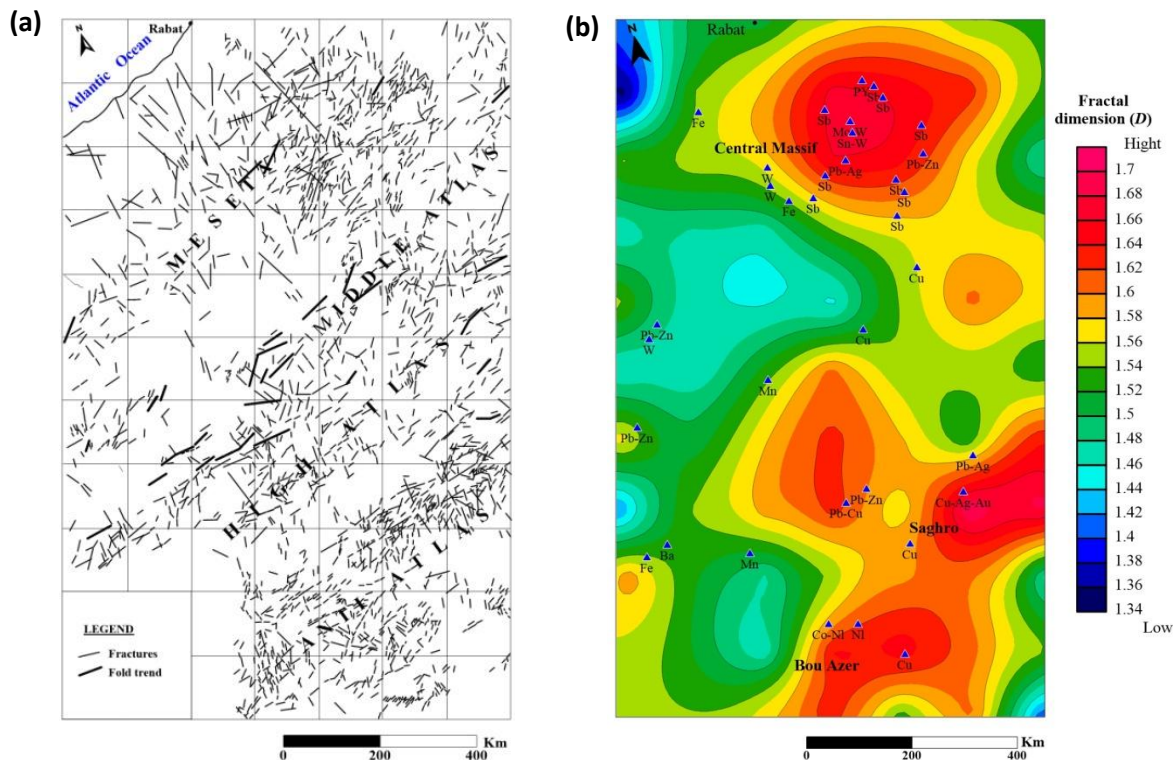 (a)
N
Rabat
Atlantic Ocean
MESETA
MIDDLE ATLAS
HIGH ATLAS
ANTI ATLAS
LEGEND
Fractures
Fold trend
Km
0 200 400
(b)
N
Rabat
Fe
Sb
Sb
Sb
Sb
Sn-W
Pb-Zn
Central Massif
Pb-Ag
W
W
Sb
Sb
Sb
Fe
Sb
Sb
Cu
Pb-Zn
W
Cu
Mn
Pb-Zn
Pb-Ag
Pb-Zn
Cu-Ag-Au
Pb-Cu
Saghro
Cu
Ba
Fe
Mn
Co-Nl
Nl
Bou Azer
Cu
Km
0 200 400
Fractal
dimension (D)
Hight
1.7
1.68
1.66
1.64
1.62
1.6
1.58
1.56
1.54
1.52
1.5
1.48
1.46
1.44
1.42
1.4
1.38
1.36
1.34
Low